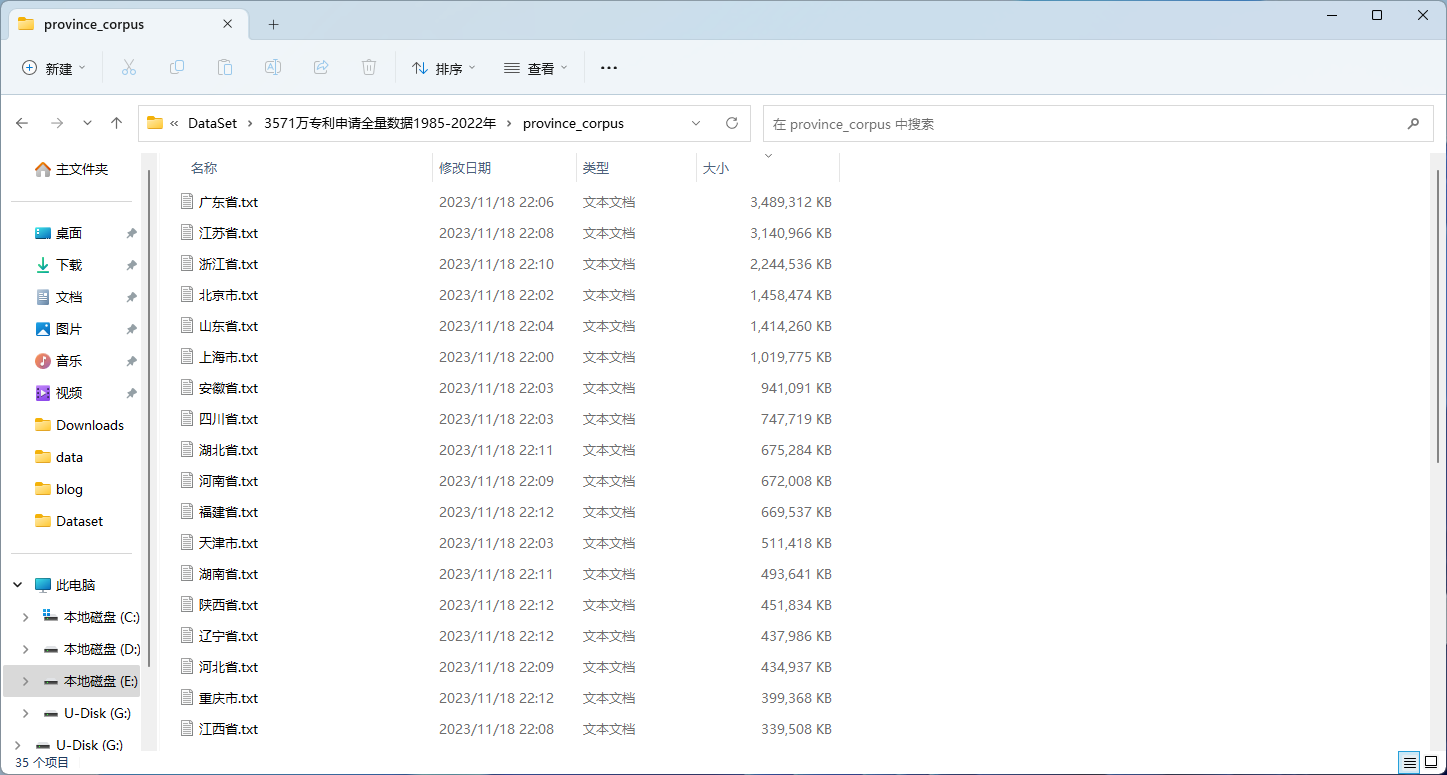 province_corpus
新建
排序
查看
« DataSet › 3571万专利申请全量数据1985-2022年 › province_corpus
在 province_corpus 中搜索
主文件夹
桌面
下载
文档
图片
音乐
视频
Downloads
data
blog
Dataset
此电脑
本地磁盘 (C:)
本地磁盘 (D:)
本地磁盘 (E:)
U-Disk (G:)
U-Disk (G:)
名称 修改日期 类型 大小
广东省.txt 2023/11/18 22:06 文本文档 3,489,312 KB
江苏省.txt 2023/11/18 22:08 文本文档 3,140,966 KB
浙江省.txt 2023/11/18 22:10 文本文档 2,244,536 KB
北京市.txt 2023/11/18 22:02 文本文档 1,458,474 KB
山东省.txt 2023/11/18 22:04 文本文档 1,414,260 KB
上海市.txt 2023/11/18 22:00 文本文档 1,019,775 KB
安徽省.txt 2023/11/18 22:03 文本文档 941,091 KB
四川省.txt 2023/11/18 22:03 文本文档 747,719 KB
湖北省.txt 2023/11/18 22:11 文本文档 675,284 KB
河南省.txt 2023/11/18 22:09 文本文档 672,008 KB
福建省.txt 2023/11/18 22:12 文本文档 669,537 KB
天津市.txt 2023/11/18 22:03 文本文档 511,418 KB
湖南省.txt 2023/11/18 22:11 文本文档 493,641 KB
陕西省.txt 2023/11/18 22:12 文本文档 451,834 KB
辽宁省.txt 2023/11/18 22:12 文本文档 437,986 KB
河北省.txt 2023/11/18 22:09 文本文档 434,937 KB
重庆市.txt 2023/11/18 22:12 文本文档 399,368 KB
江西省.txt 2023/11/18 22:08 文本文档 339,508 KB
35 个项目